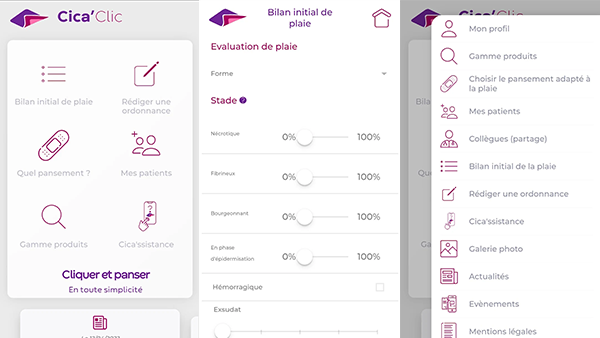 Cica'Clic
Bilan initial de plaie
Rédiger une
ordonnance
Quel pansement ?
Mes patients
Gamme produits
Cica'ssistance
Cliquer et panser
En toute simplicité
Bilan initial de
plaie
Evaluation de plaie
Forme
Stade ?
Nécrotique
0% 100%
Fibrineux
0% 100%
Bourgeonnant
0% 100%
En phase
d'épidermisation
0% 100%
Hémorragique
Exsudat
Mon profil
Gamme produits
Choisir le pansement adapté à
la plaie
Mes patients
Collègues (partage)
Bilan initial de la plaie
Rédiger une ordonnance
Cica'ssistance
Galerie photo
Actualités
Evènements
Mentions légales